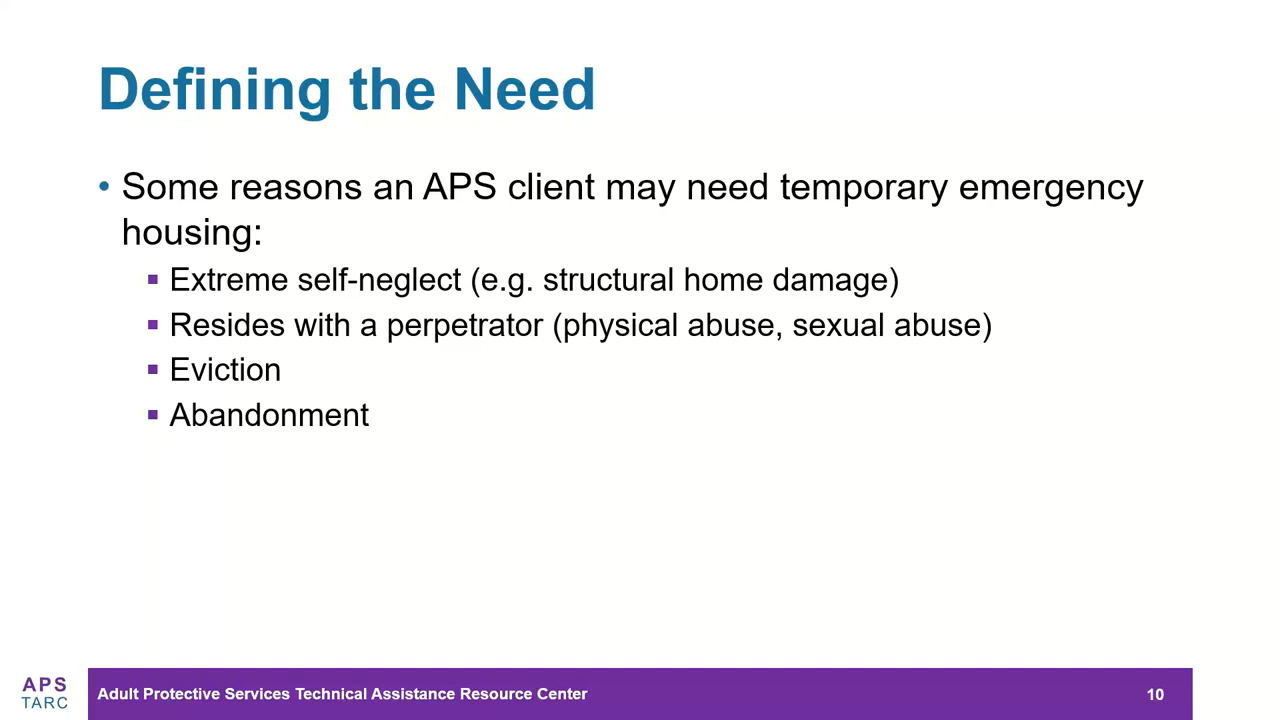 Defining the Need
• Some reasons an APS client may need temporary emergency
housing:
▪ Extreme self-neglect (e.g. structural home damage)
▪ Resides with a perpetrator (physical abuse, sexual abuse)
▪ Eviction
▪ Abandonment
APS
TARC
Adult Protective Services Technical Assistance Resource Center
10